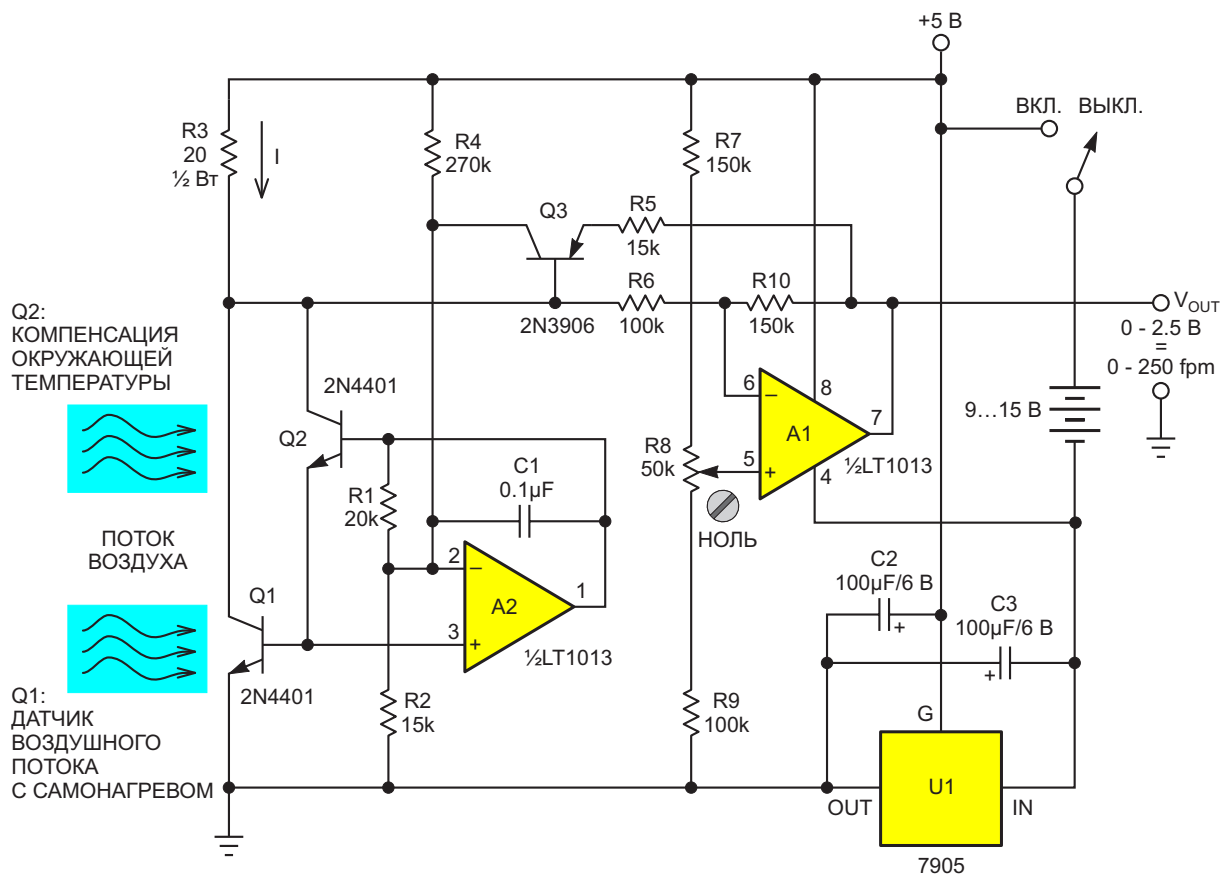 +5 В
ВКЛ.
ВЫКЛ.
R3
20
½ Вт
I
R4
270k
R7
150k
Q3
R5
15k
R6
100k
R10
150k
2N3906
V_OUT
0 - 2.5 В
=
0 - 250 fpm
Q2:
КОМПЕНСАЦИЯ
ОКРУЖАЮЩЕЙ
ТЕМПЕРАТУРЫ
2N4401
Q2
6
–
8
A1
7
5
+
4
½LT1013
9...15 В
R8
50k
НОЛЬ
C1
0.1µF
R1
20k
ПОТОК
ВОЗДУХА
2
–
A2
1
3
+
½LT1013
Q1
2N4401
C2
100µF/6 В
+
C3
100µF/6 В
+
Q1:
ДАТЧИК
ВОЗДУШНОГО
ПОТОКА
С САМОНАГРЕВОМ
R2
15k
R9
100k
G
U1
OUT
IN
7905